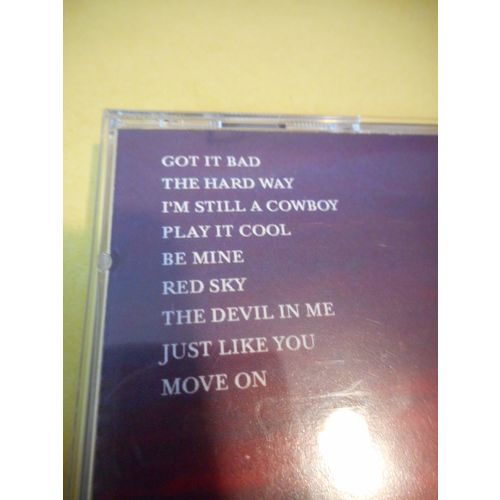 GOT IT BAD
THE HARD WAY
I'M STILL A COWBOY
PLAY IT COOL
BE MINE
RED SKY
THE DEVIL IN ME
JUST LIKE YOU
MOVE ON